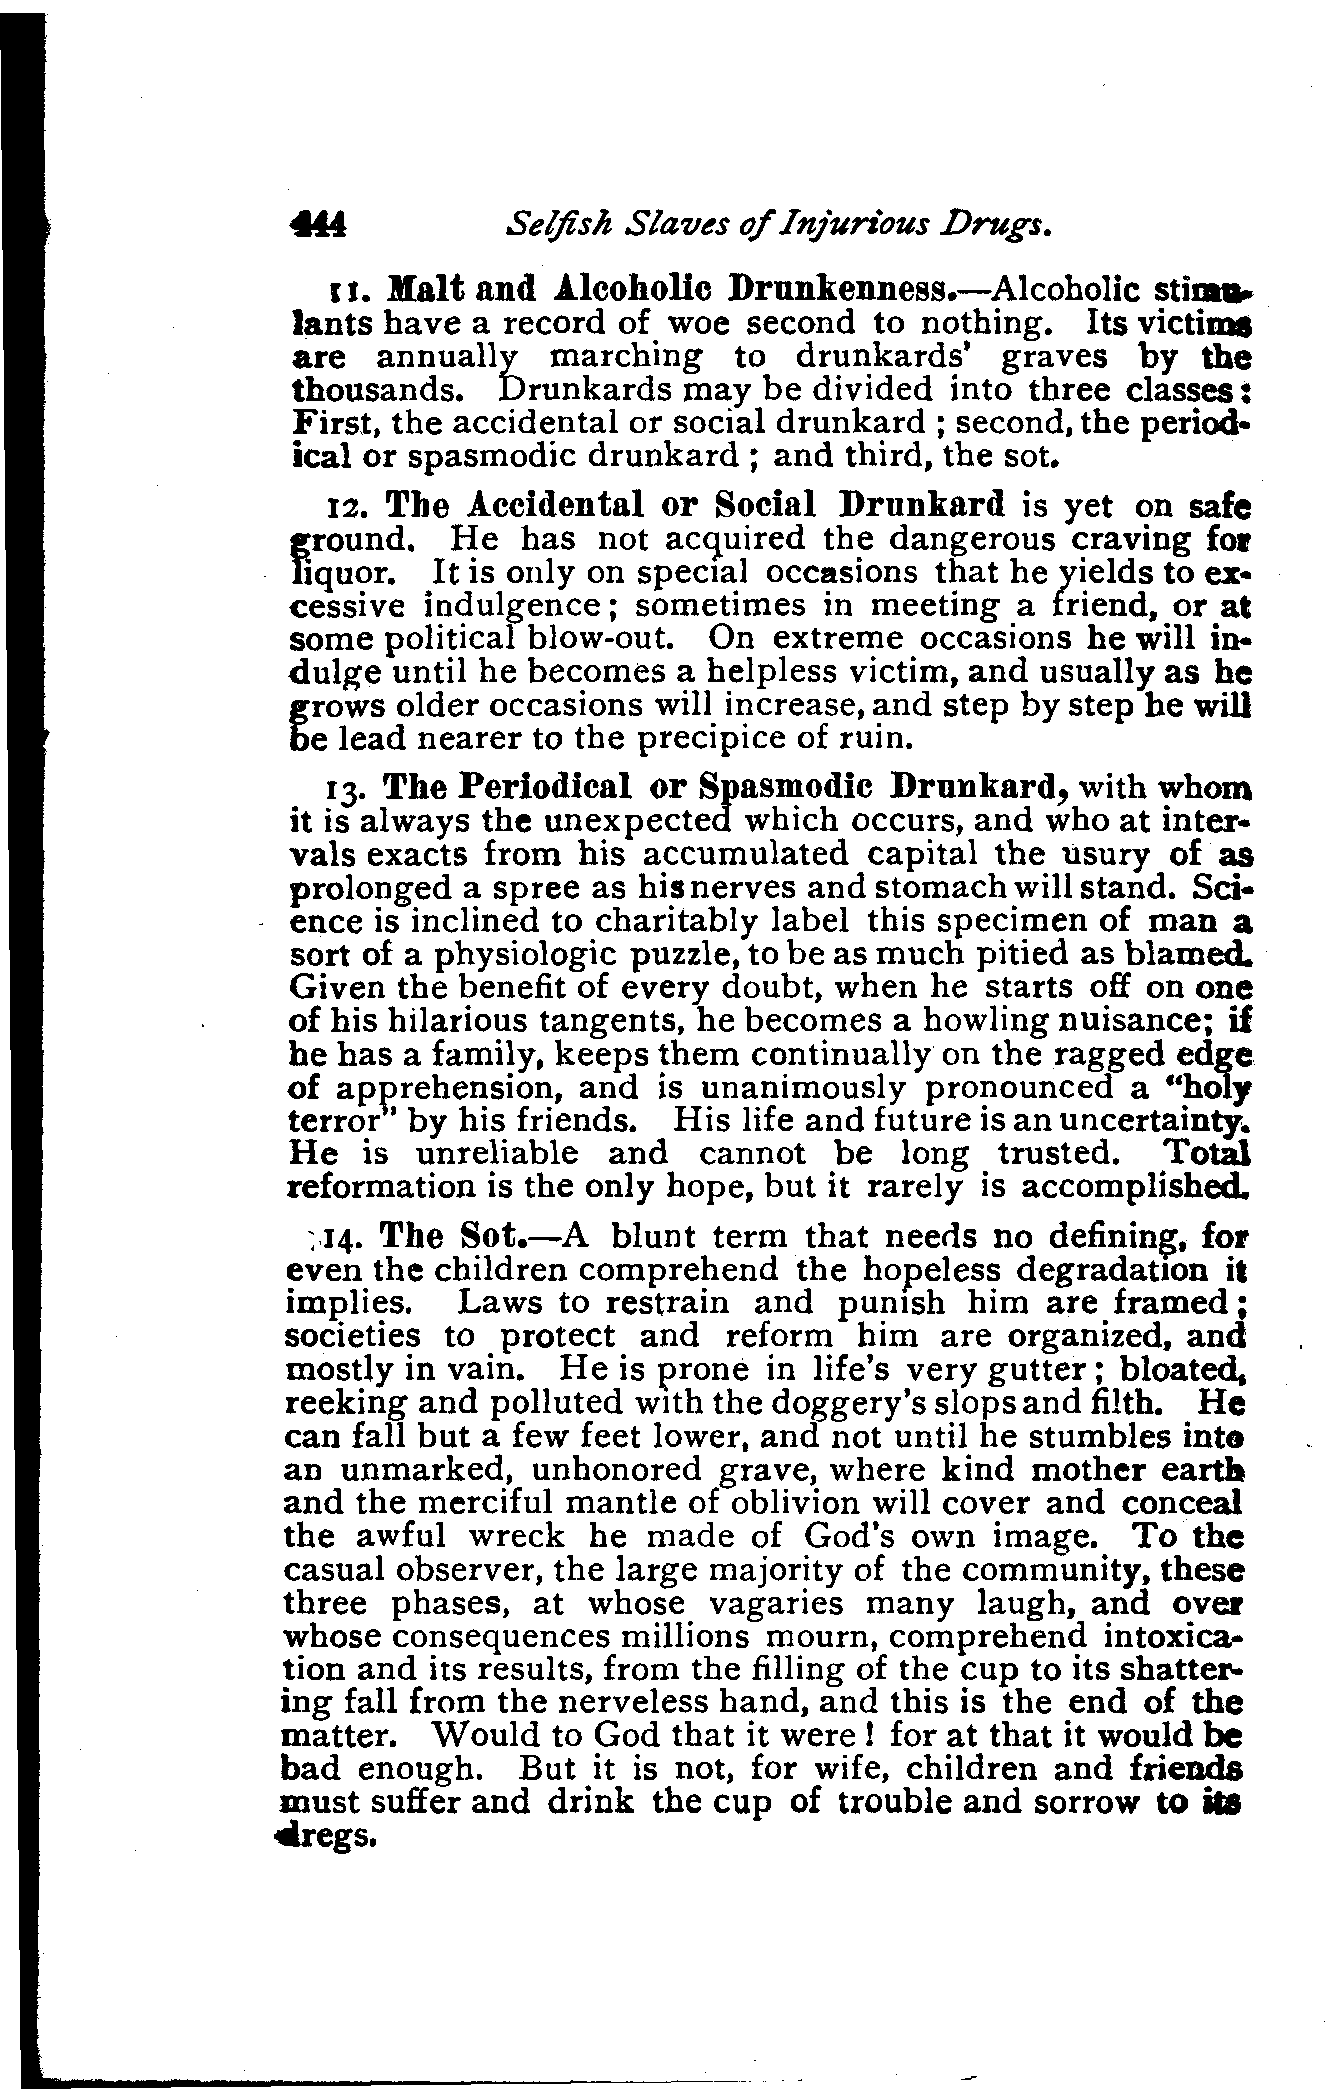 444 Selfish Slaves of Injurious Drugs.
11. Malt and Alcoholic Drunkenness.—Alcoholic stimu-
lants have a record of woe second to nothing. Its victims
are annually marching to drunkards' graves by the
thousands. Drunkards may be divided into three classes:
First, the accidental or social drunkard ; second, the period-
ical or spasmodic drunkard ; and third, the sot.
12. The Accidental or Social Drunkard is yet on safe
ground. He has not acquired the dangerous craving for
liquor. It is only on special occasions that he yields to ex-
cessive indulgence; sometimes in meeting a friend, or at
some political blow-out. On extreme occasions he will in-
dulge until he becomes a helpless victim, and usually as he
grows older occasions will increase, and step by step he will
be lead nearer to the precipice of ruin.
13. The Periodical or Spasmodic Drunkard, with whom
it is always the unexpected which occurs, and who at inter-
vals exacts from his accumulated capital the usury of as
prolonged a spree as his nerves and stomach will stand. Sci-
ence is inclined to charitably label this specimen of man a
sort of a physiologic puzzle, to be as much pitied as blamed.
Given the benefit of every doubt, when he starts off on one
of his hilarious tangents, he becomes a howling nuisance; if
he has a family, keeps them continually on the ragged edge
of apprehension, and is unanimously pronounced a "holy
terror" by his friends. His life and future is an uncertainty.
He is unreliable and cannot be long trusted. Total
reformation is the only hope, but it rarely is accomplished.
14. The Sot.—A blunt term that needs no defining, for
even the children comprehend the hopeless degradation it
implies. Laws to restrain and punish him are framed;
societies to protect and reform him are organized, and
mostly in vain. He is prone in life's very gutter; bloated,
reeking and polluted with the doggery's slops and filth. He
can fall but a few feet lower, and not until he stumbles into
an unmarked, unhonored grave, where kind mother earth
and the merciful mantle of oblivion will cover and conceal
the awful wreck he made of God's own image. To the
casual observer, the large majority of the community, these
three phases, at whose vagaries many laugh, and over
whose consequences millions mourn, comprehend intoxica-
tion and its results, from the filling of the cup to its shatter-
ing fall from the nerveless hand, and this is the end of the
matter. Would to God that it were ! for at that it would be
bad enough. But it is not, for wife, children and friends
must suffer and drink the cup of trouble and sorrow to its
dregs.